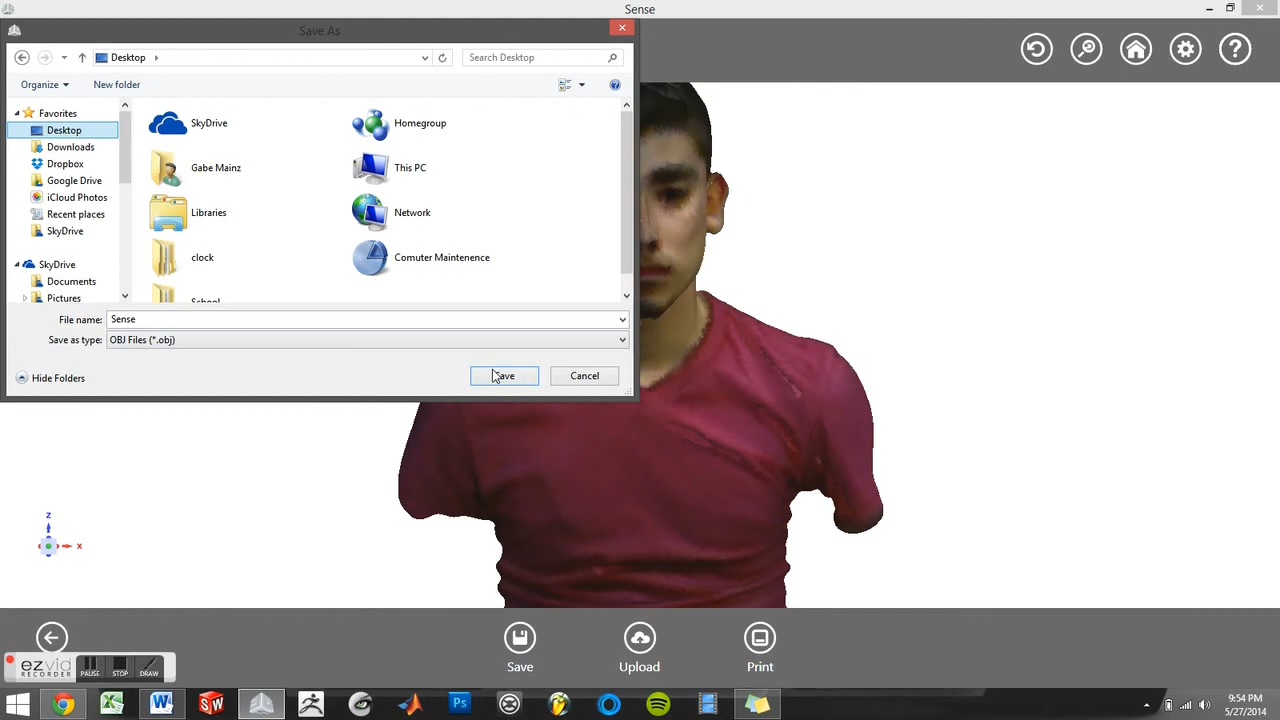 Sense
Save As
Desktop
Search Desktop
Organize
New folder
Favorites
Desktop
Downloads
Dropbox
Google Drive
iCloud Photos
Recent places
SkyDrive
SkyDrive
Documents
Pictures
SkyDrive
Homegroup
Gabe Mainz
This PC
Libraries
Network
clock
Comuter Maintenence
School
File name: Sense
Save as type: OBJ Files (*.obj)
Hide Folders
Save
Cancel
z
x
Save
Upload
Print
ezvid
RECORDER
PAUSE
STOP
DRAW
X
W
SW
Ps
9:54 PM
5/27/2014